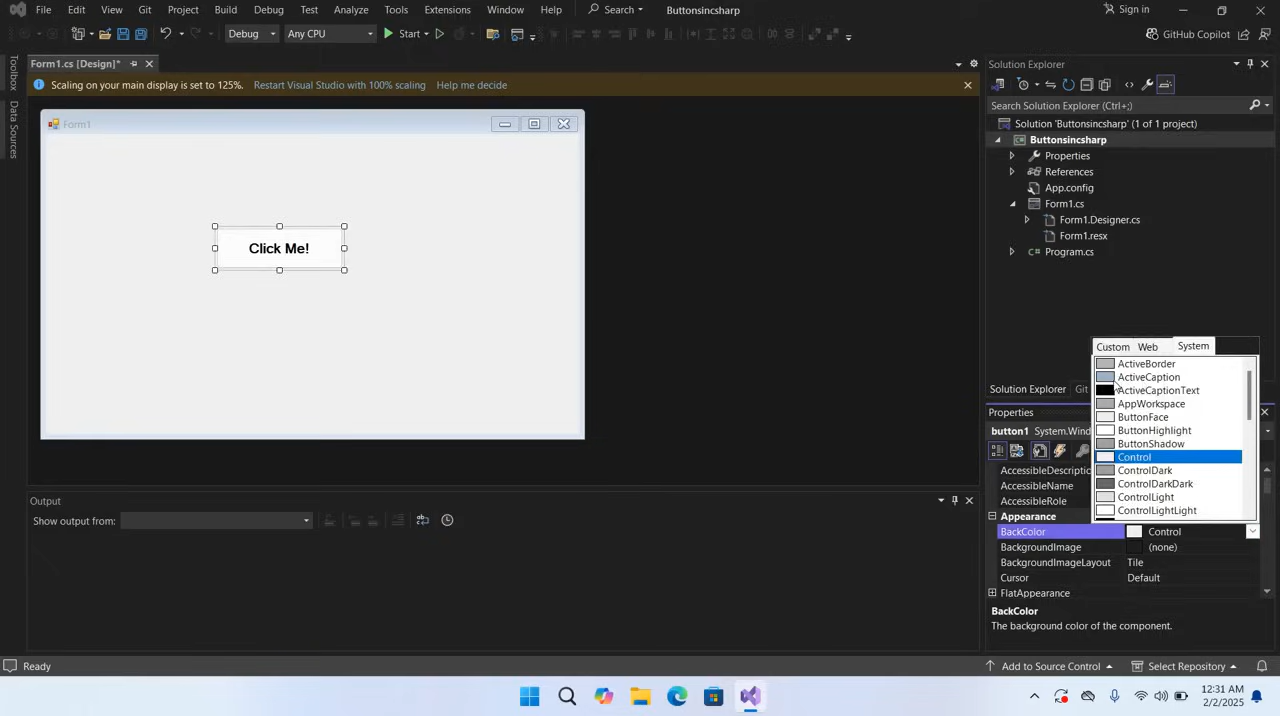 File Edit View Git Project Build Debug Test Analyze Tools Extensions Window Help Search Buttonsincsharp Sign in
Debug Any CPU Start GitHub Copilot
Form1.cs [Design]*
Scaling on your main display is set to 125%. Restart Visual Studio with 100% scaling Help me decide
Toolbox
Data Sources
Form1
Click Me!
Output
Show output from:
Solution Explorer
Search Solution Explorer (Ctrl+;)
Solution 'Buttonsincsharp' (1 of 1 project)
Buttonsincsharp
Properties
References
App.config
Form1.cs
Form1.Designer.cs
Form1.resx
Program.cs
Custom Web System
ActiveBorder
ActiveCaption
ActiveCaptionText
AppWorkspace
ButtonFace
ButtonHighlight
ButtonShadow
Control
ControlDark
ControlDarkDark
ControlLight
ControlLightLight
Solution Explorer Git
Properties
button1 System.Wind
AccessibleDescriptio
AccessibleName
AccessibleRole
Appearance
BackColor Control
BackgroundImage (none)
BackgroundImageLayout Tile
Cursor Default
FlatAppearance
BackColor
The background color of the component.
Ready Add to Source Control Select Repository
12:31 AM
2/2/2025